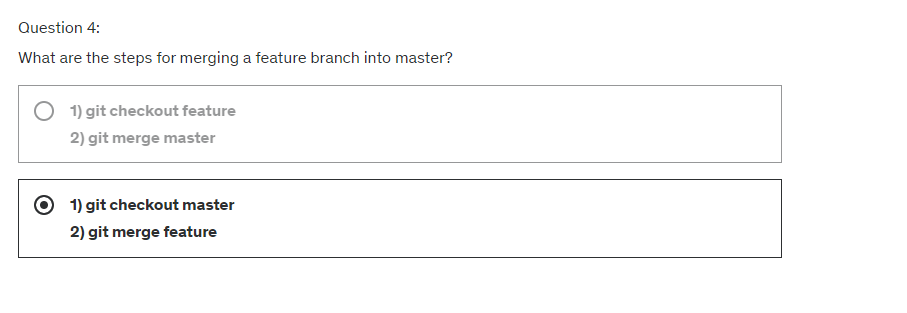 Question 4:
What are the steps for merging a feature branch into master?
1) git checkout feature
2) git merge master
1) git checkout master
2) git merge feature